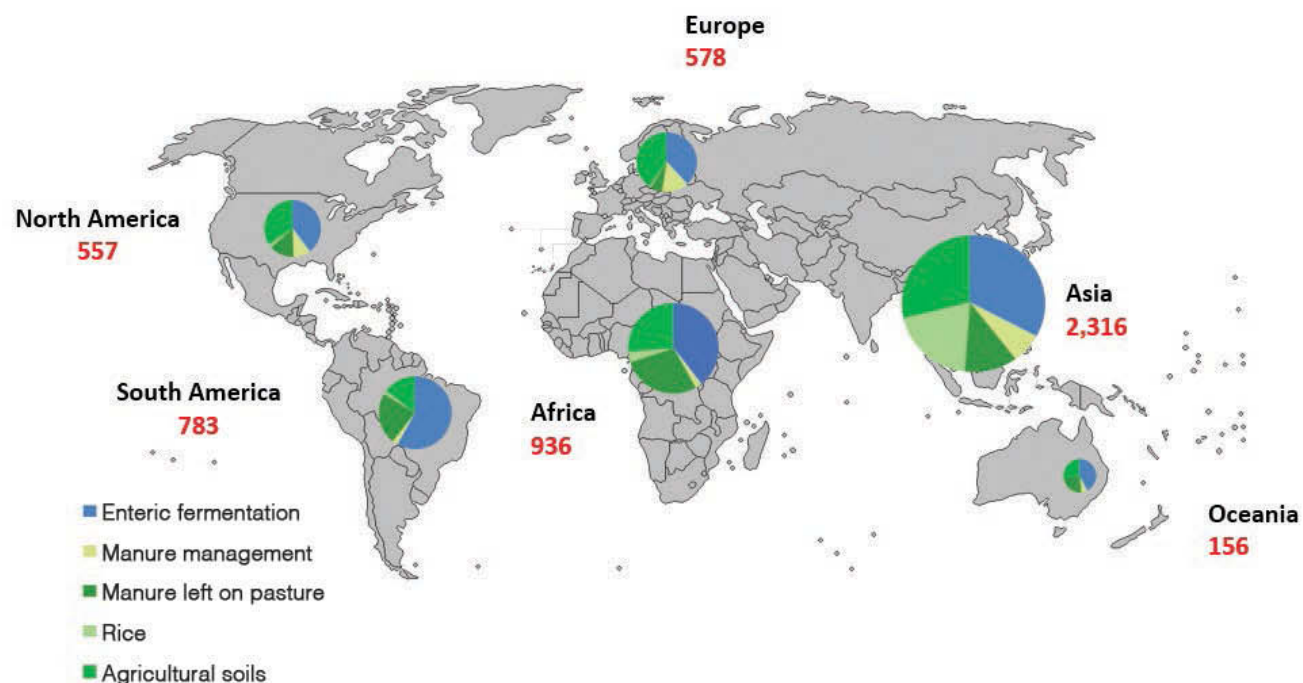 Europe
578
North America
557
Asia
2,316
South America
783
Africa
936
Oceania
156
Enteric fermentation
Manure management
Manure left on pasture
Rice
Agricultural soils